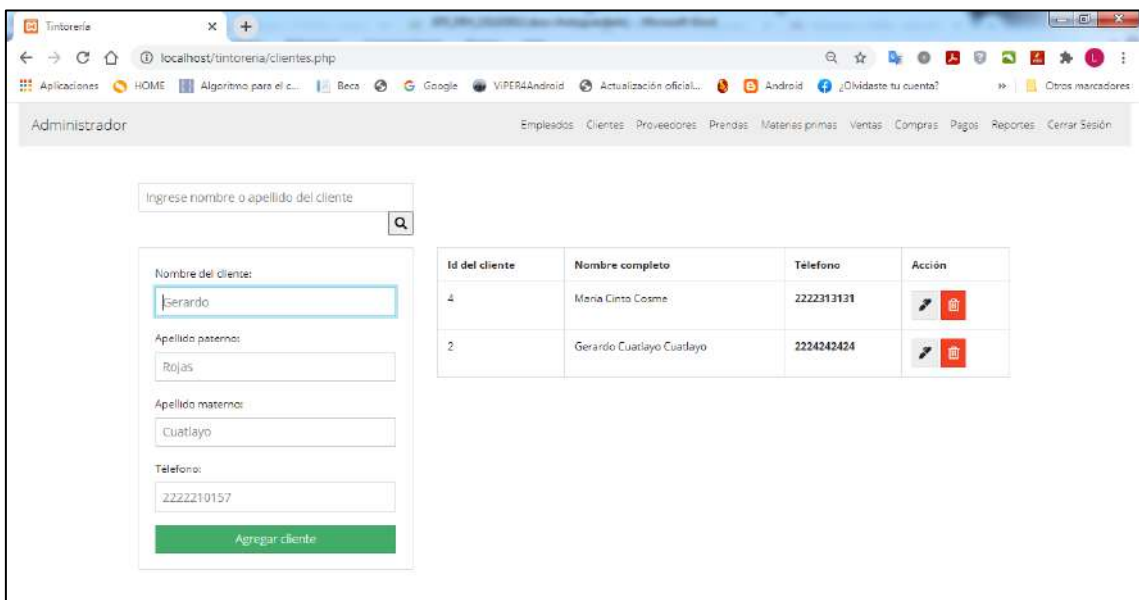 Tintorería
localhost/tintoreria/clientes.php
Aplicaciones HOME Algoritmo para el c... Beca Google ViPER4Android Actualización oficial... Android ¿Olvidaste tu cuenta? » Otros marcadores
Administrador Empleados Clientes Proveedores Prendas Materias primas Ventas Compras Pagos Reportes Cerrar Sesión
Ingrese nombre o apellido del cliente
Nombre del cliente:
Gerardo
Apellido paterno:
Rojas
Apellido materno:
Cuatlayo
Télefono:
2222210157
Agregar cliente
Id del cliente Nombre completo Télefono Acción
4 Maria Cinto Cosme 2222313131
2 Gerardo Cuatlayo Cuatlayo 2224242424